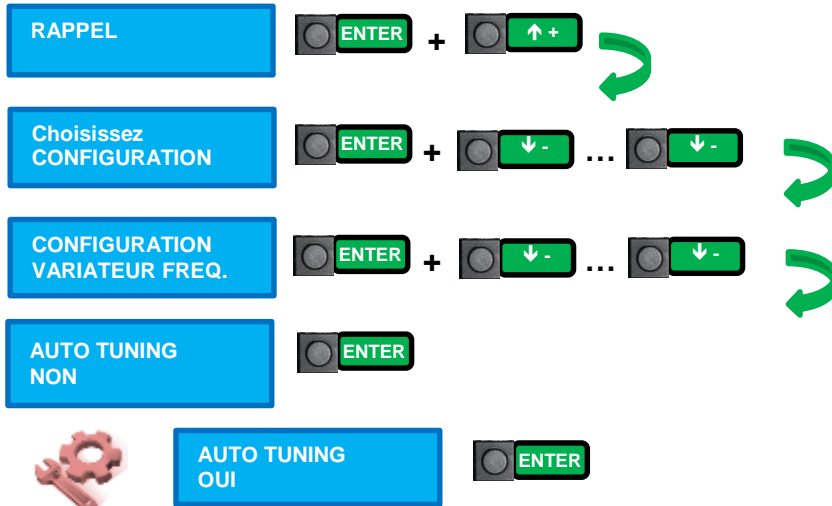 RAPPEL ENTER + ↑ +
Choisissez
CONFIGURATION ENTER + ↓ - ... ↓ -
CONFIGURATION
VARIATEUR FREQ. ENTER + ↓ - ... ↓ -
AUTO TUNING
NON ENTER
AUTO TUNING
OUI ENTER